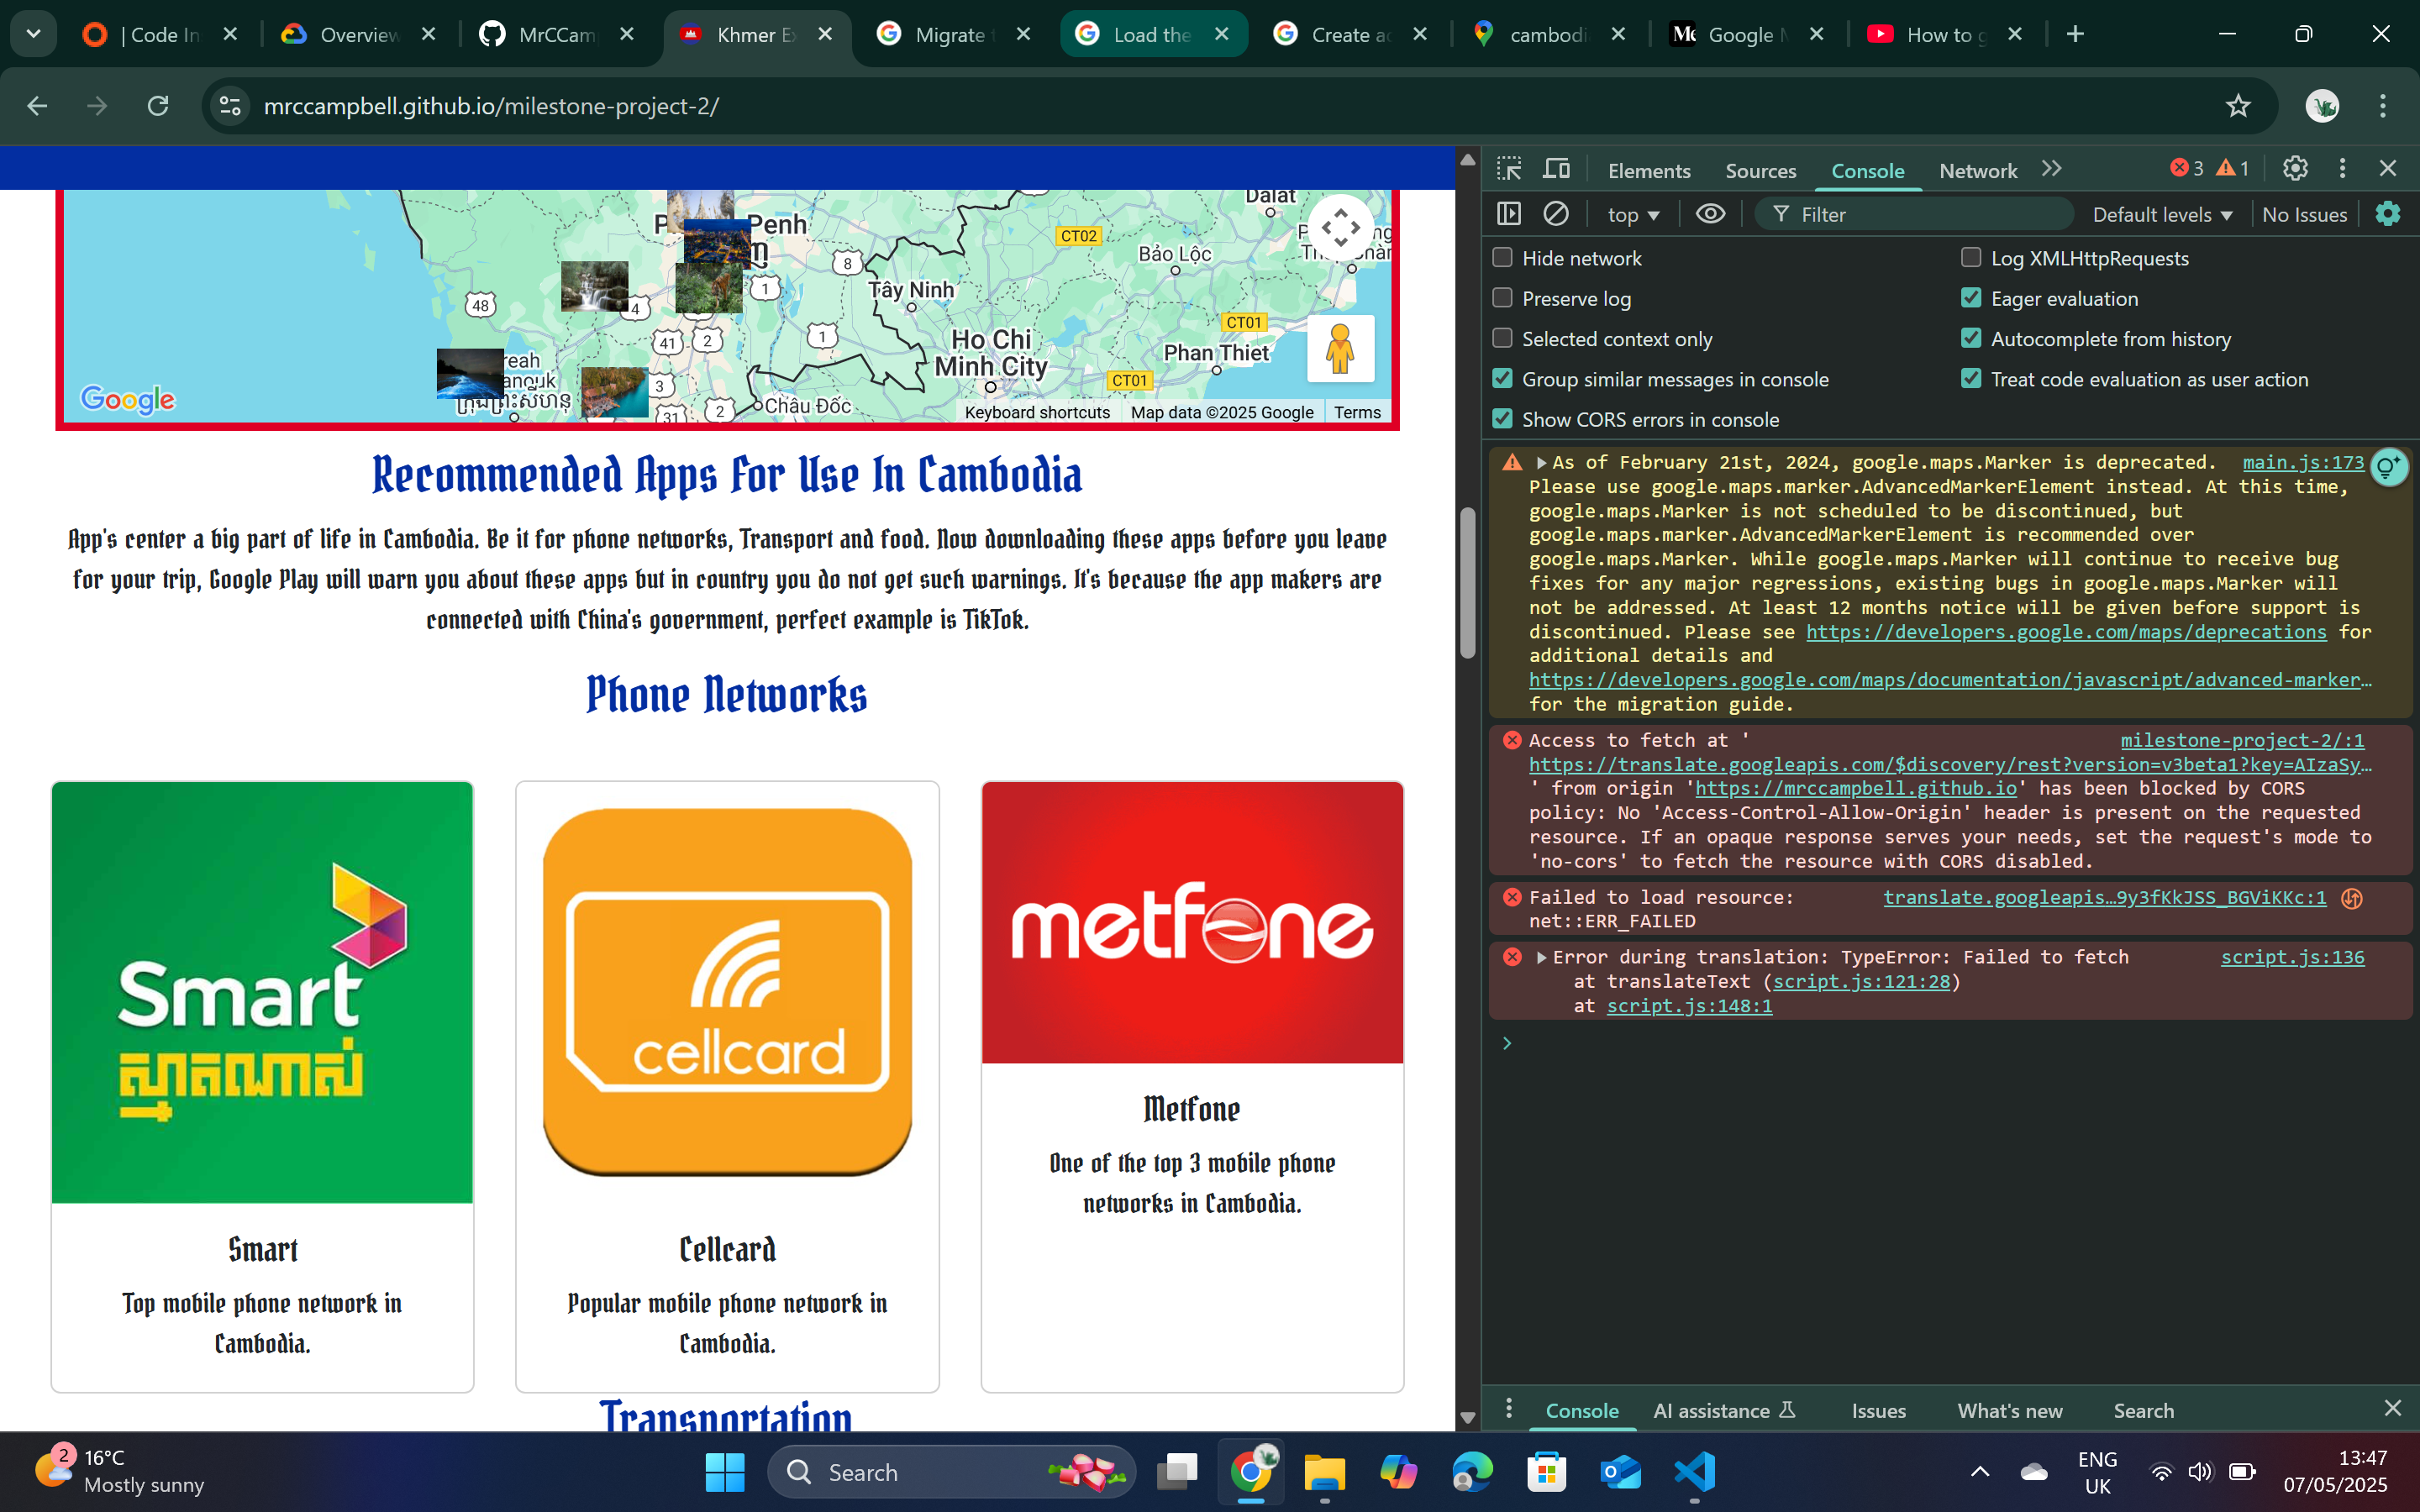 | Code In
Overview
MrCCam
Khmer E
Migrate t
Load the
Create a
cambodi
Google M
How to g
mrccampbell.github.io/milestone-project-2/
Dalat
Penh
CT02
Bảo Lộc
8
Tây Ninh
1
48
4
CT01
41
2
1
Ho Chi
Minh City
Phan Thiet
reah
anouk
ក្រុងព្រះសីហនុ
3
CT01
31
2
Châu Đốc
Google
Keyboard shortcuts
Map data ©2025 Google
Terms
Recommended Apps For Use In Cambodia
App's center a big part of life in Cambodia. Be it for phone networks, Transport and food. Now downloading these apps before you leave
for your trip, Google Play will warn you about these apps but in country you do not get such warnings. It's because the app makers are
connected with China's government, perfect example is TikTok.
Phone Networks
Smart
ស្មាតណាស់
cellcard
metfone
Smart
Top mobile phone network in
Cambodia.
Cellcard
Popular mobile phone network in
Cambodia.
Metfone
One of the top 3 mobile phone
networks in Cambodia.
Transportation
Elements
Sources
Console
Network
3
1
top
Filter
Default levels
No Issues
Hide network
Log XMLHttpRequests
Preserve log
Eager evaluation
Selected context only
Autocomplete from history
Group similar messages in console
Treat code evaluation as user action
Show CORS errors in console
As of February 21st, 2024, google.maps.Marker is deprecated. main.js:173
Please use google.maps.marker.AdvancedMarkerElement instead. At this time,
google.maps.Marker is not scheduled to be discontinued, but
google.maps.marker.AdvancedMarkerElement is recommended over
google.maps.Marker. While google.maps.Marker will continue to receive bug
fixes for any major regressions, existing bugs in google.maps.Marker will
not be addressed. At least 12 months notice will be given before support is
discontinued. Please see https://developers.google.com/maps/deprecations for
additional details and
https://developers.google.com/maps/documentation/javascript/advanced-marker…
for the migration guide.
Access to fetch at ' milestone-project-2/:1
https://translate.googleapis.com/$discovery/rest?version=v3beta1?key=AIzaSy…
' from origin 'https://mrccampbell.github.io' has been blocked by CORS
policy: No 'Access-Control-Allow-Origin' header is present on the requested
resource. If an opaque response serves your needs, set the request's mode to
'no-cors' to fetch the resource with CORS disabled.
Failed to load resource: translate.googleapis…9y3fKkJSS_BGViKKc:1
net::ERR_FAILED
Error during translation: TypeError: Failed to fetch script.js:136
at translateText (script.js:121:28)
at script.js:148:1
Console
AI assistance
Issues
What's new
Search
2
16°C
Mostly sunny
Search
ENG
UK
13:47
07/05/2025